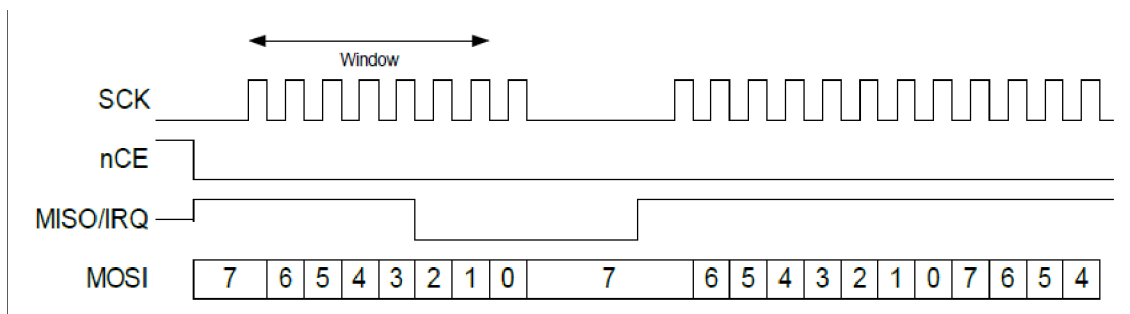 Window
SCK
nCE
MISO/IRQ
MOSI 7 6 5 4 3 2 1 0 7 6 5 4 3 2 1 0 7 6 5 4